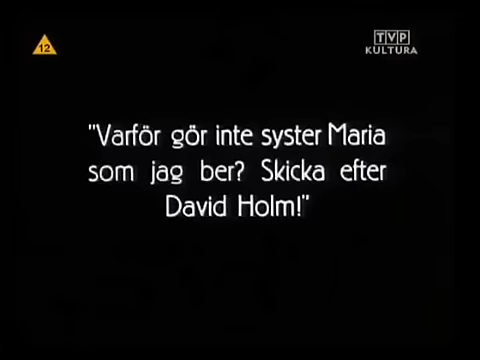 12
TVP
KULTURA
"Varför gör inte syster Maria
som jag ber? Skicka efter
David Holm!"